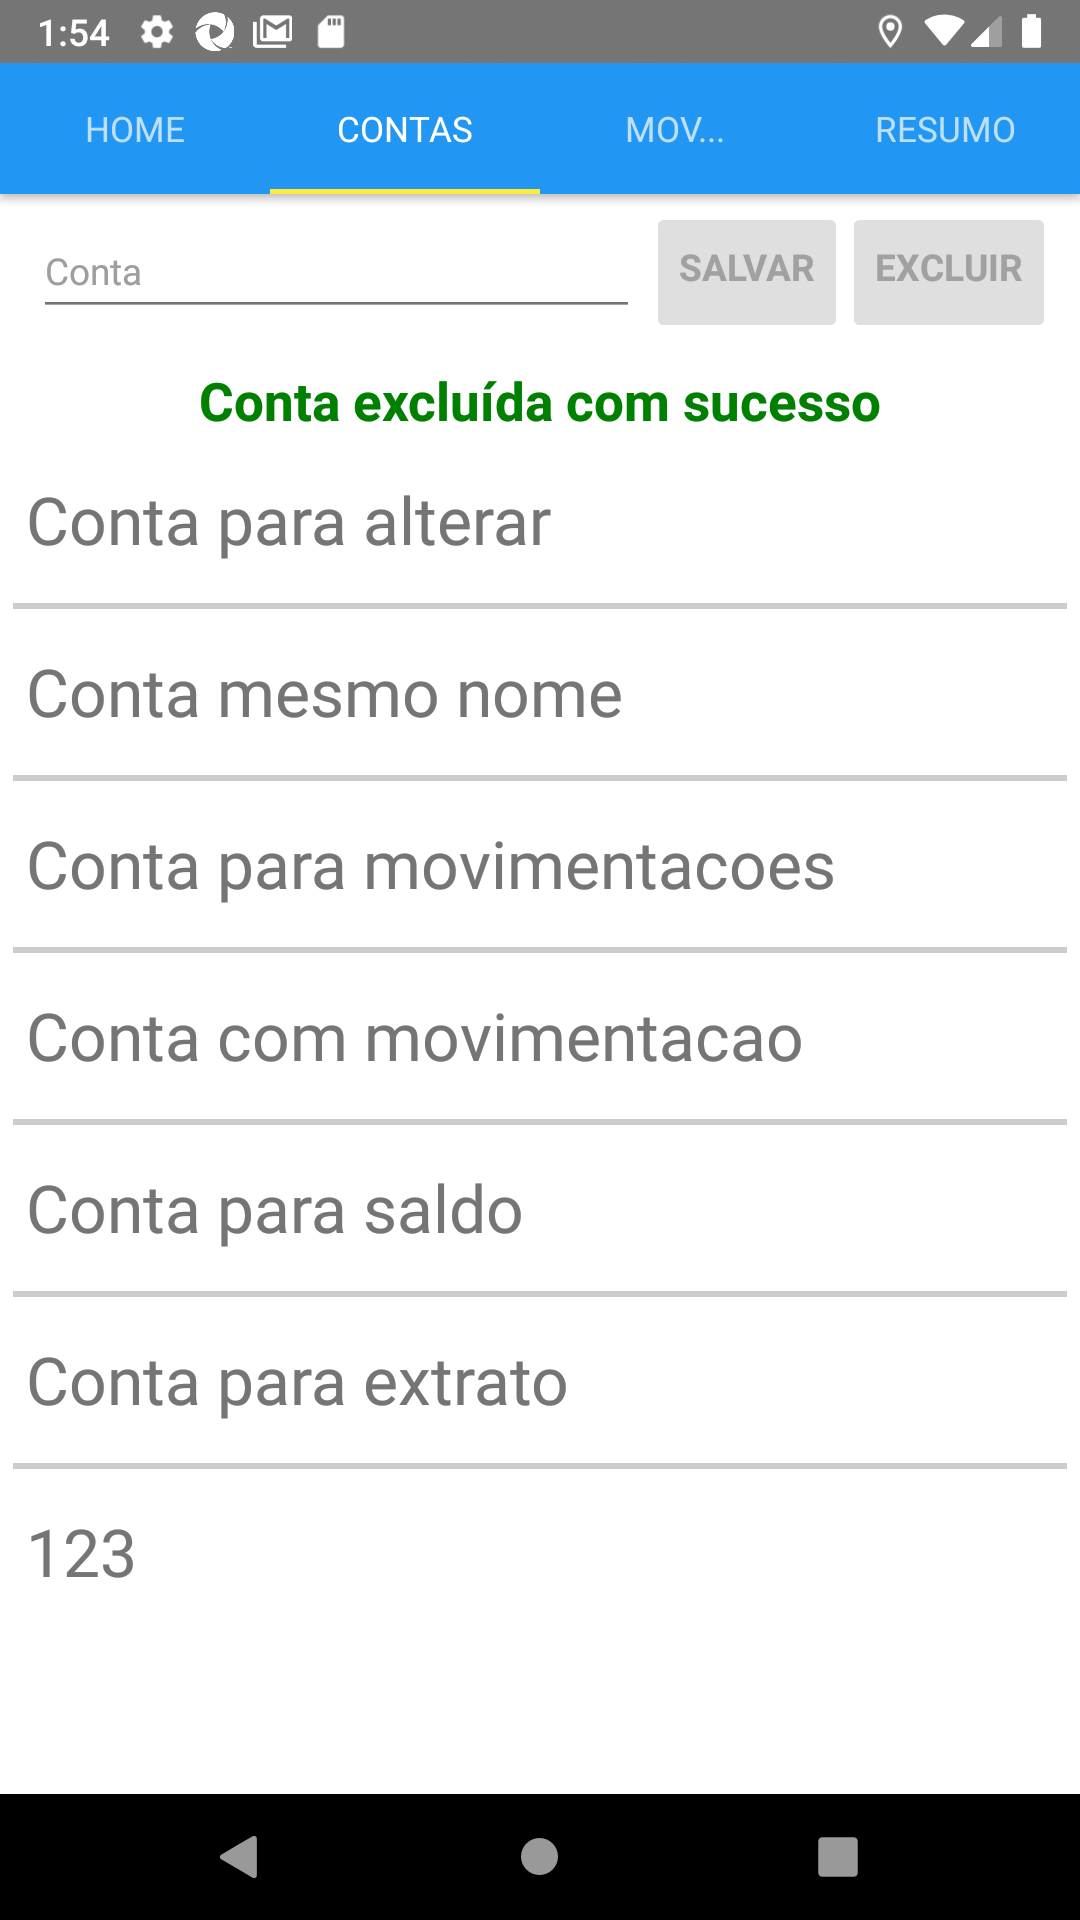 1:54
HOME CONTAS MOV... RESUMO
Conta SALVAR EXCLUIR
Conta excluída com sucesso
Conta para alterar
Conta mesmo nome
Conta para movimentacoes
Conta com movimentacao
Conta para saldo
Conta para extrato
123